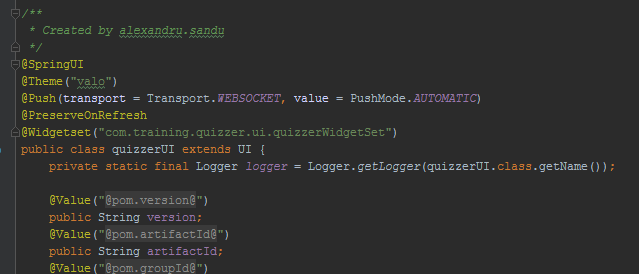 /**
 * Created by alexandru.sandu
 */
@SpringUI
@Theme("valo")
@Push(transport = Transport.WEBSOCKET, value = PushMode.AUTOMATIC)
@PreserveOnRefresh
@Widgetset("com.training.quizzer.ui.quizzerWidgetSet")
public class quizzerUI extends UI {
    private static final Logger logger = Logger.getLogger(quizzerUI.class.getName());

    @Value("@pom.version@")
    public String version;
    @Value("@pom.artifactId@")
    public String artifactId;
    @Value("@pom.groupId@")